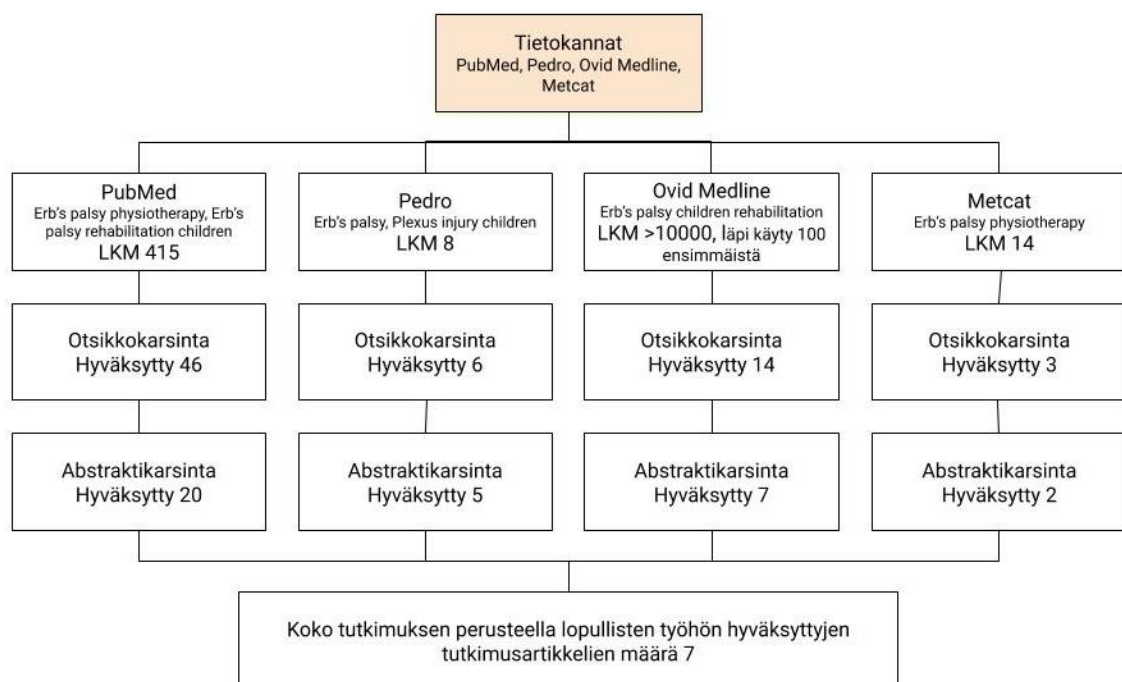 Tietokannat
PubMed, Pedro, Ovid Medline,
Metcat
PubMed
Erb's palsy physiotherapy, Erb's
palsy rehabilitation children
LKM 415
Pedro
Erb's palsy, Plexus injury children
LKM 8
Ovid Medline
Erb's palsy children rehabilitation
LKM >10000, läpi käyty 100
ensimmäistä
Metcat
Erb's palsy physiotherapy
LKM 14
Otsikkokarsinta
Hyväksytty 46
Otsikkokarsinta
Hyväksytty 6
Otsikkokarsinta
Hyväksytty 14
Otsikkokarsinta
Hyväksytty 3
Abstraktikarsinta
Hyväksytty 20
Abstraktikarsinta
Hyväksytty 5
Abstraktikarsinta
Hyväksytty 7
Abstraktikarsinta
Hyväksytty 2
Koko tutkimuksen perusteella lopullisten työhön hyväksyttyjen
tutkimusartikkelien määrä 7